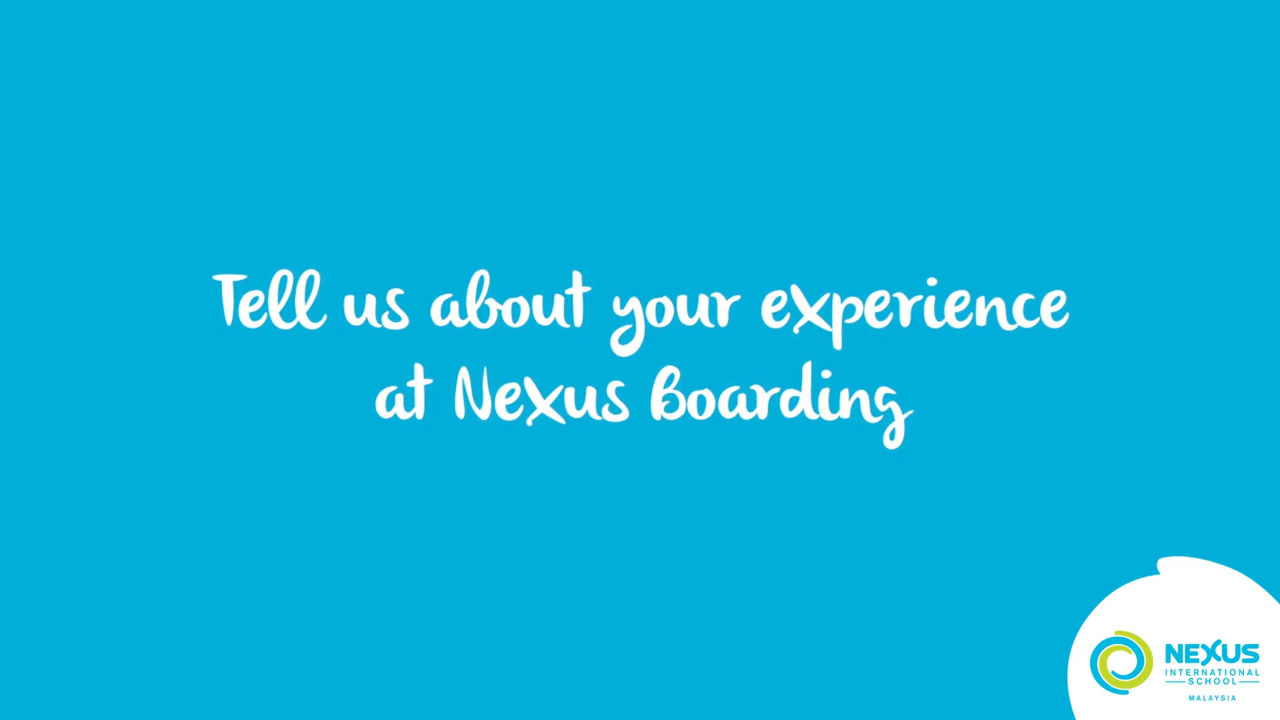 Tell us about your experience
at Nexus Boarding
NEXUS
INTERNATIONAL
SCHOOL
MALAYSIA